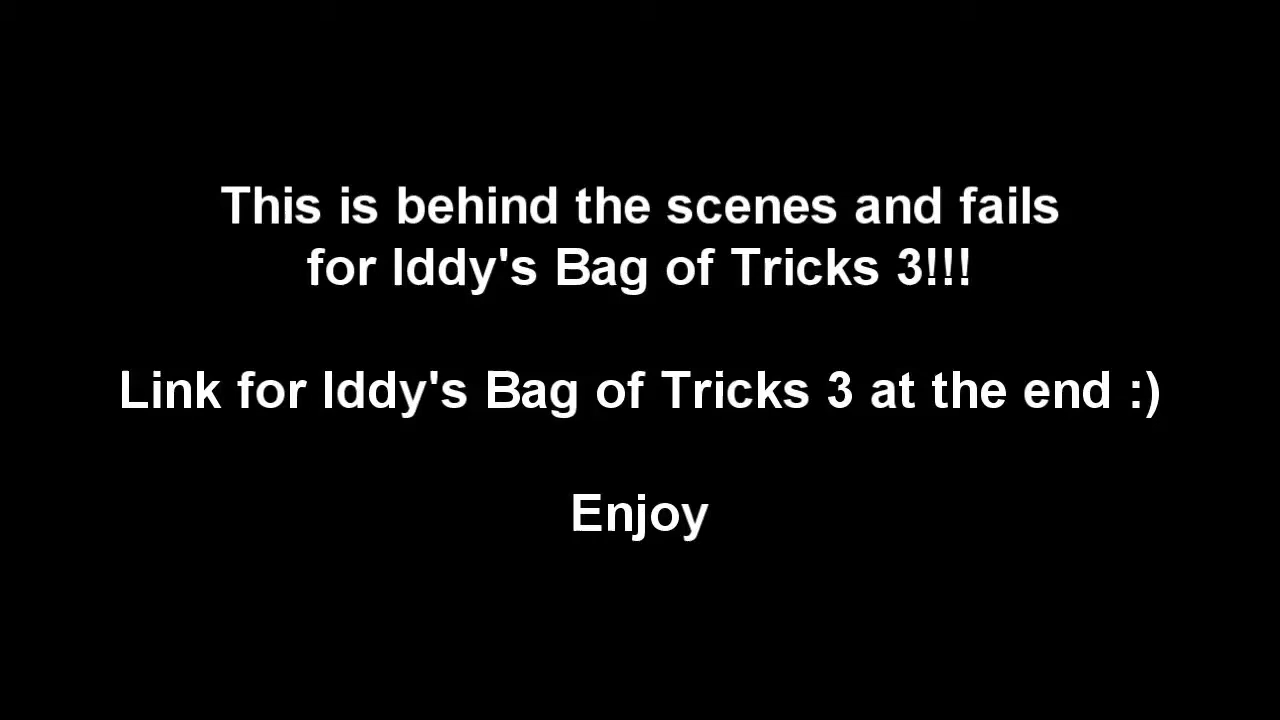 This is behind the scenes and fails
for Iddy's Bag of Tricks 3!!!
Link for Iddy's Bag of Tricks 3 at the end :)
Enjoy